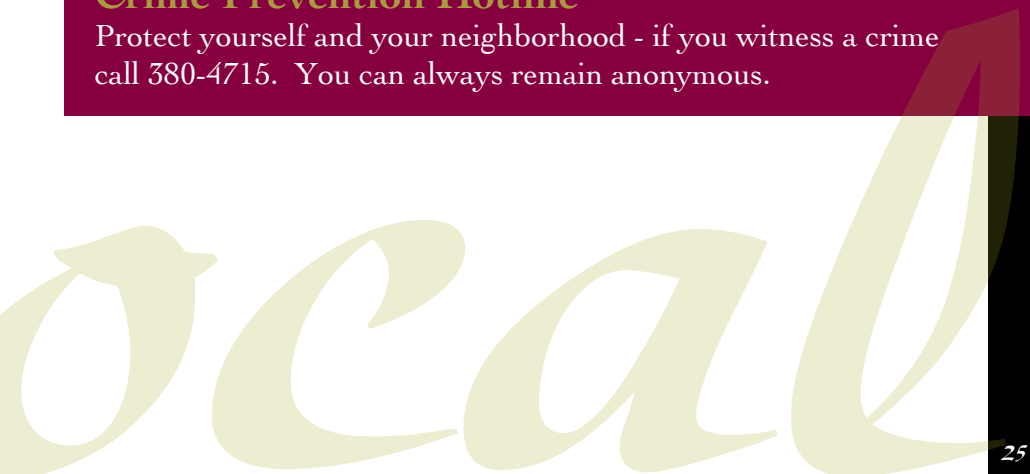 Crime Prevention Hotline
Protect yourself and your neighborhood - if you witness a crime
call 380-4715.  You can always remain anonymous.
ocal
25